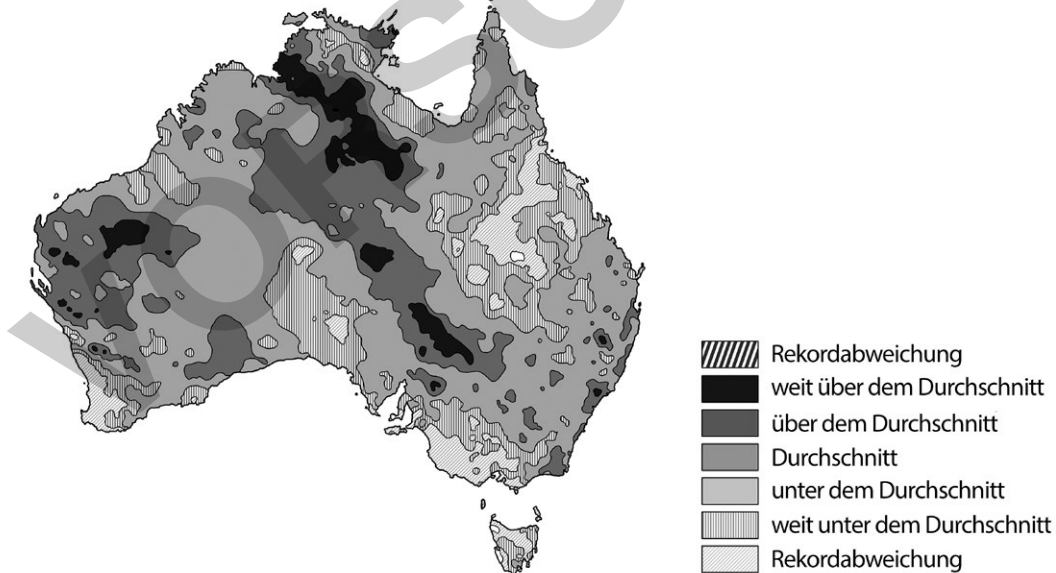 Rekordabweichung
weit über dem Durchschnitt
über dem Durchschnitt
Durchschnitt
unter dem Durchschnitt
weit unter dem Durchschnitt
Rekordabweichung